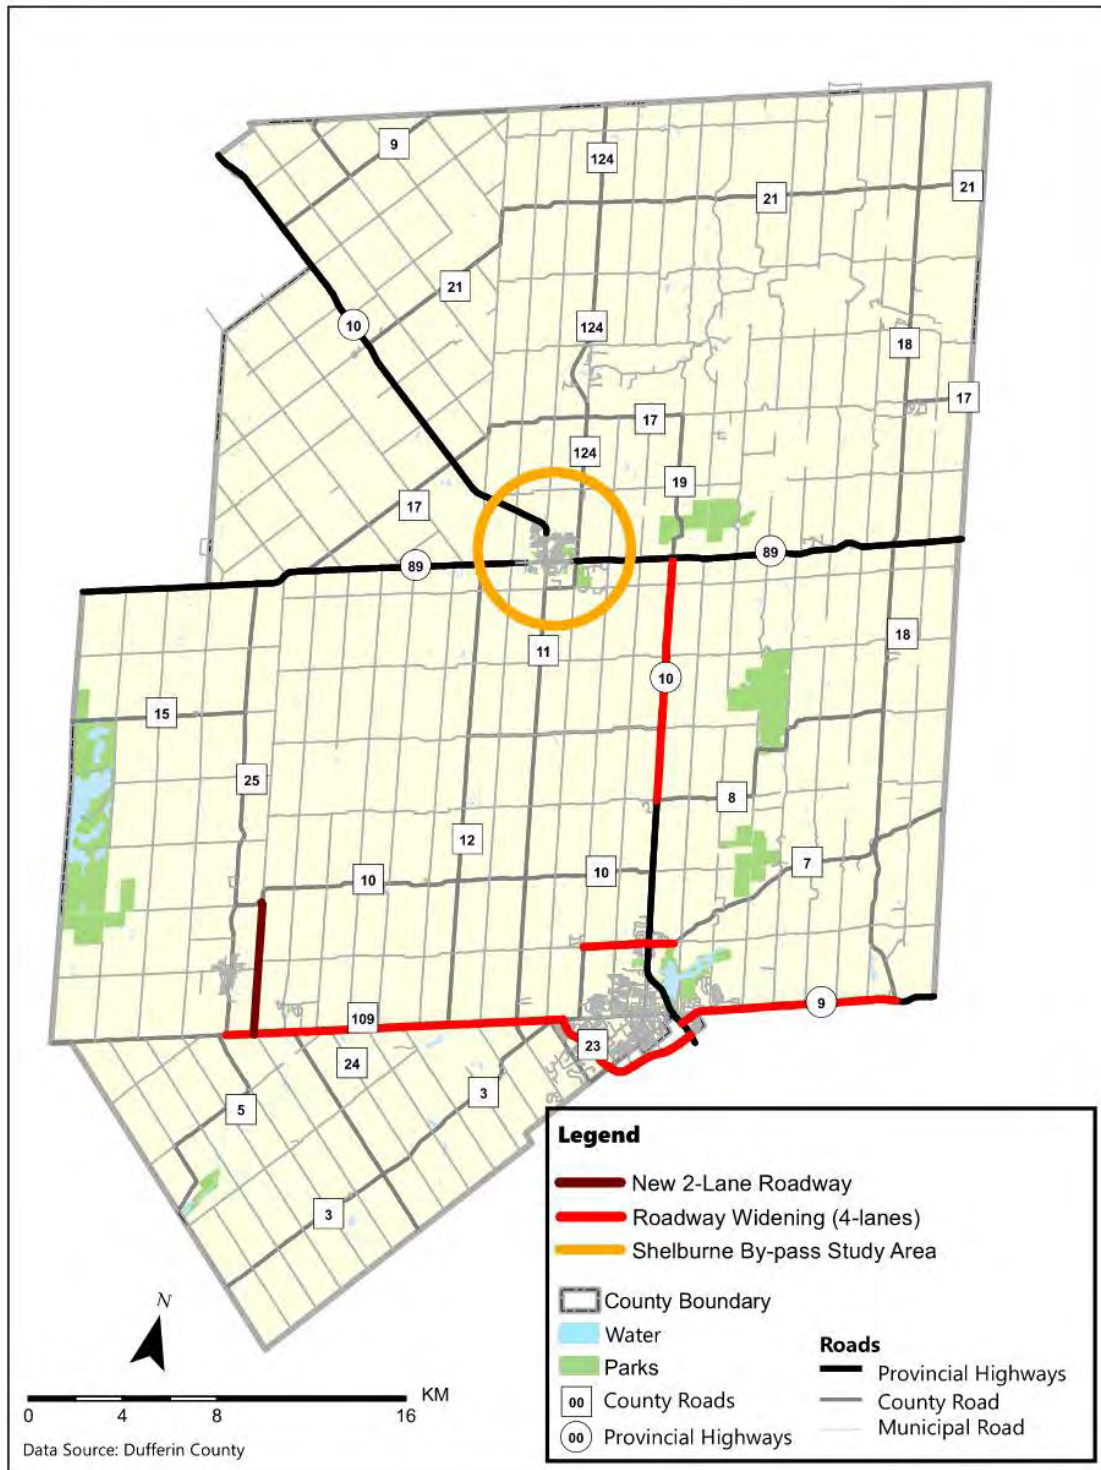 9
124
21
21
21
10
124
18
17
17
124
19
17
89
89
18
11
10
15
25
8
12
7
10
10
9
109
23
24
3
5
3
Legend
New 2-Lane Roadway
Roadway Widening (4-lanes)
Shelburne By-pass Study Area
County Boundary
Water
Parks
00 County Roads
00 Provincial Highways
Roads
Provincial Highways
County Road
Municipal Road
N
KM
0 4 8 16
Data Source: Dufferin County